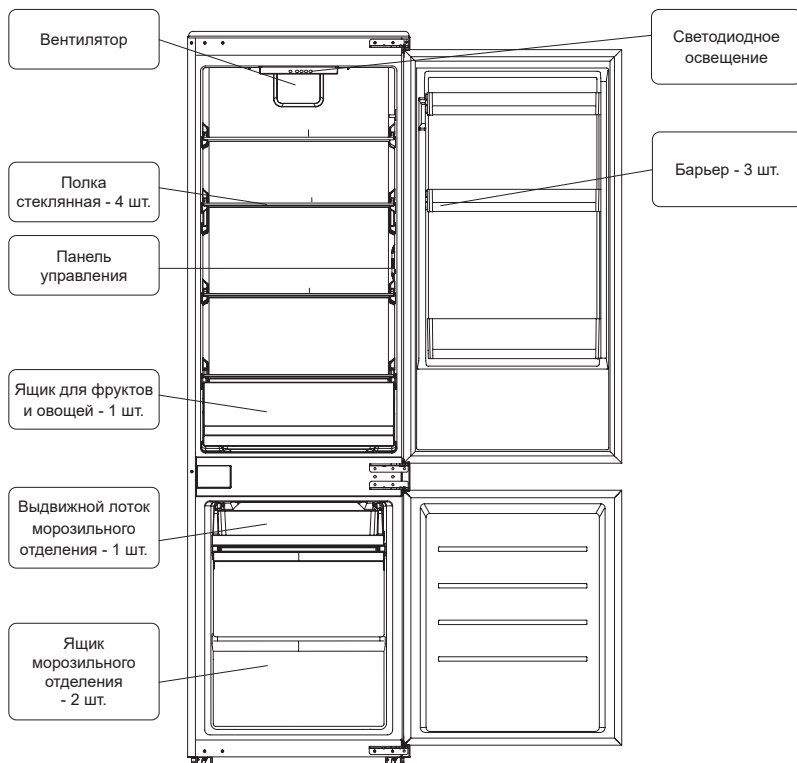 Вентилятор
Светодиодное
освещение
Полка
стеклянная - 4 шт.
Барьер - 3 шт.
Панель
управления
Ящик для фруктов
и овощей - 1 шт.
Выдвижной лоток
морозильного
отделения - 1 шт.
Ящик
морозильного
отделения
- 2 шт.